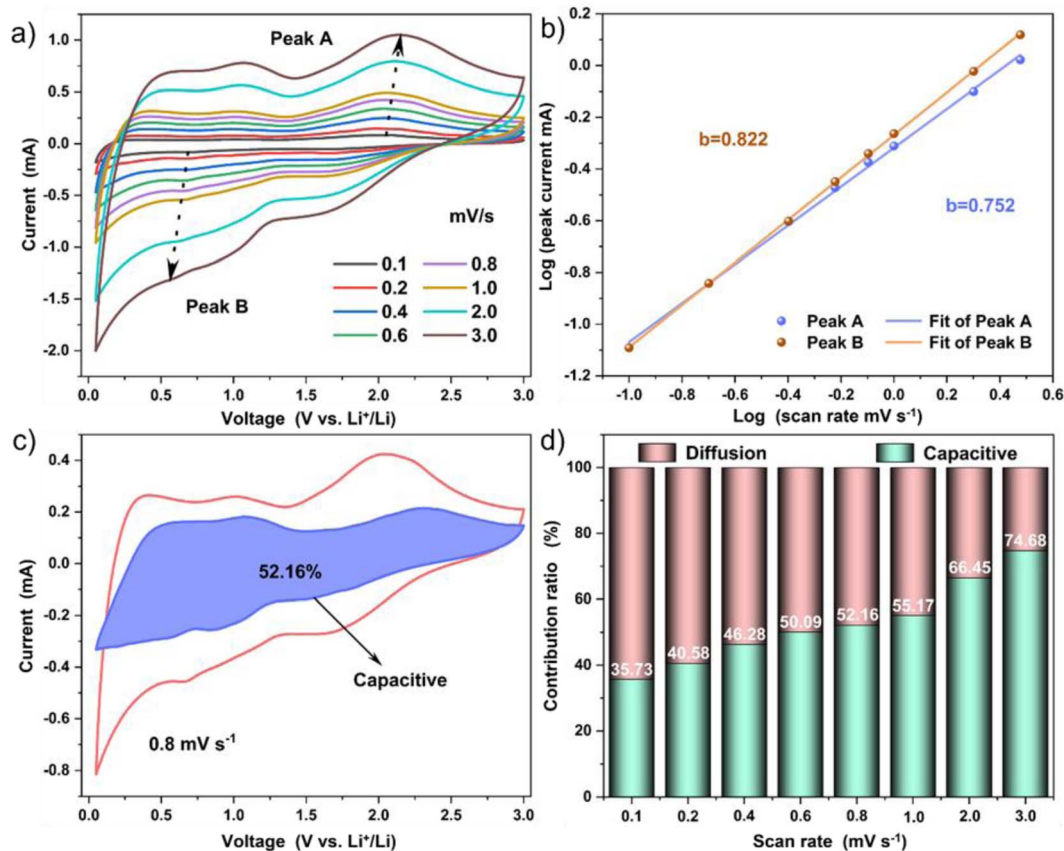 a)
Peak A
Peak B
mV/s
0.1 0.8
0.2 1.0
0.4 2.0
0.6 3.0
1.0
0.5
0.0
-0.5
-1.0
-1.5
-2.0
Current (mA)
0.0 0.5 1.0 1.5 2.0 2.5 3.0
Voltage (V vs. Li⁺/Li)
b)
b=0.822
b=0.752
Peak A Fit of Peak A
Peak B Fit of Peak B
0.2
0.0
-0.2
-0.4
-0.6
-0.8
-1.0
-1.2
Log (peak current mA)
-1.0 -0.8 -0.6 -0.4 -0.2 0.0 0.2 0.4 0.6
Log (scan rate mV s⁻¹)
c)
52.16%
Capacitive
0.8 mV s⁻¹
0.4
0.2
0.0
-0.2
-0.4
-0.6
-0.8
Current (mA)
0.0 0.5 1.0 1.5 2.0 2.5 3.0
Voltage (V vs. Li⁺/Li)
d)
Diffusion Capacitive
100
80
60
40
20
0
Contribution ratio (%)
35.73 40.58 46.28 50.09 52.16 55.17 66.45 74.68
0.1 0.2 0.4 0.6 0.8 1.0 2.0 3.0
Scan rate (mV s⁻¹)